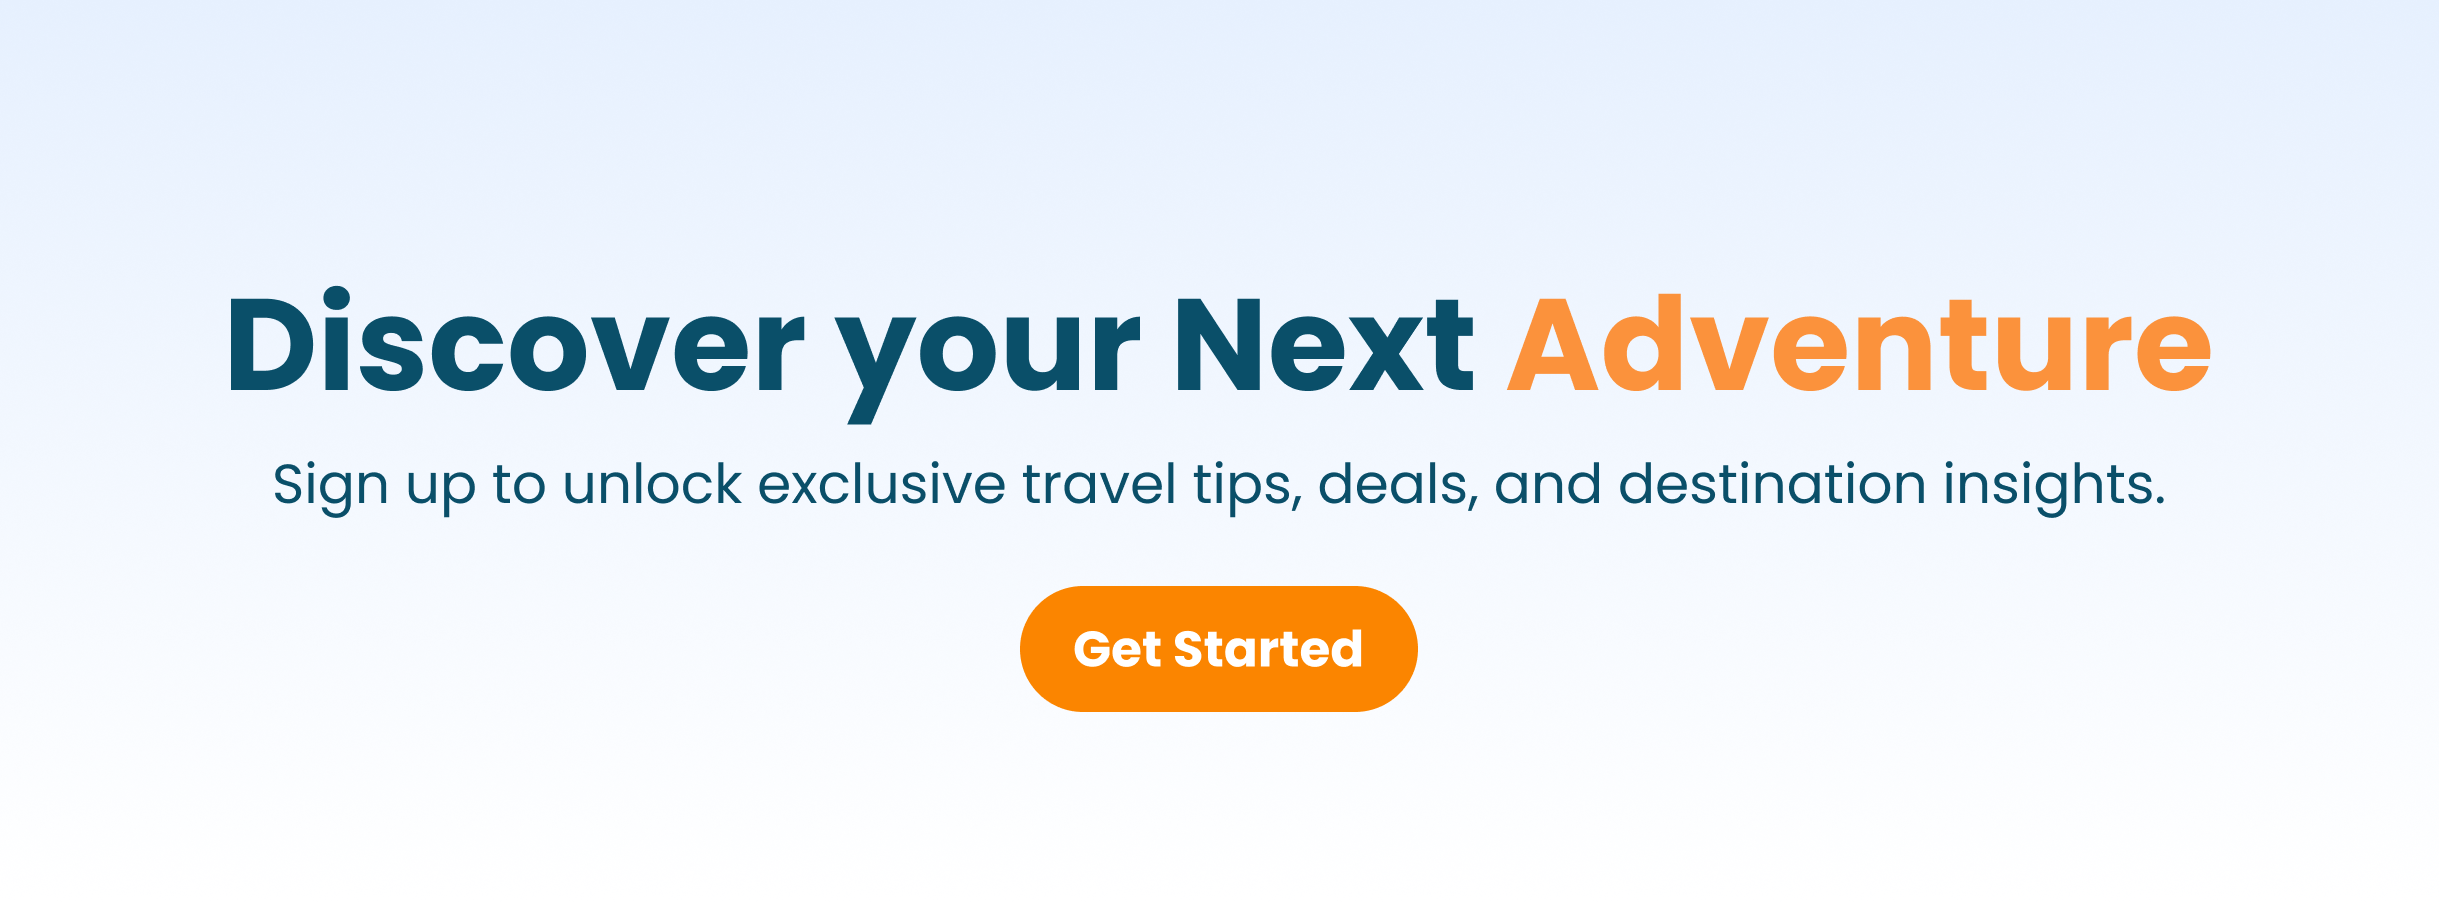 Discover your Next Adventure
Sign up to unlock exclusive travel tips, deals, and destination insights.
Get Started